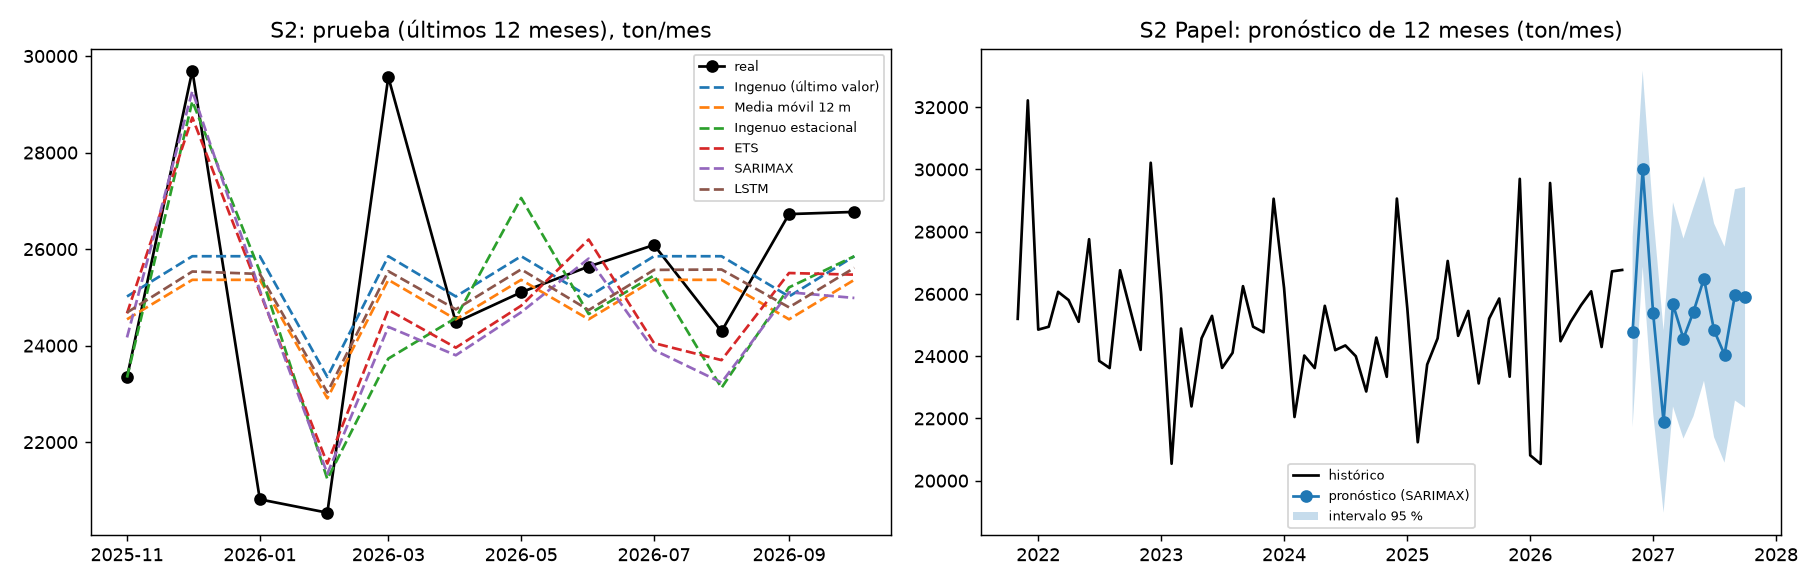 S2: prueba (últimos 12 meses), ton/mes
30000
28000
26000
24000
22000
2025-11
2026-01
2026-03
2026-05
2026-07
2026-09
real
Ingenuo (último valor)
Media móvil 12 m
Ingenuo estacional
ETS
SARIMAX
LSTM
S2 Papel: pronóstico de 12 meses (ton/mes)
32000
30000
28000
26000
24000
22000
20000
2022
2023
2024
2025
2026
2027
2028
histórico
pronóstico (SARIMAX)
intervalo 95 %